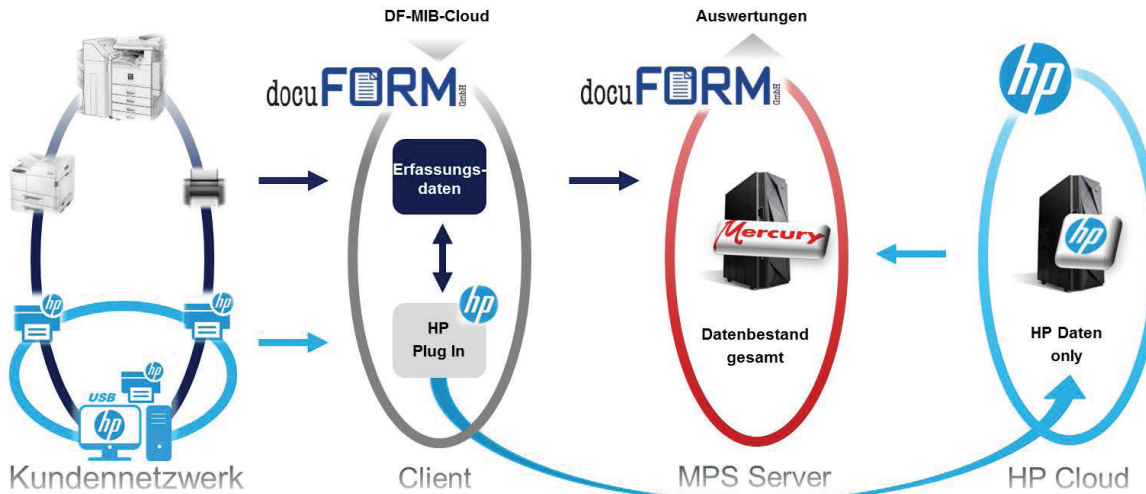 DF-MIB-Cloud
Auswertungen
docuFORM GmbH
docuFORM GmbH
hp
Erfassungs-
daten
hp
HP
Plug In
Mercury
hp
Datenbestand
gesamt
HP Daten
only
hp
hp
hp
USB
hp
Kundennetzwerk
Client
MPS Server
HP Cloud